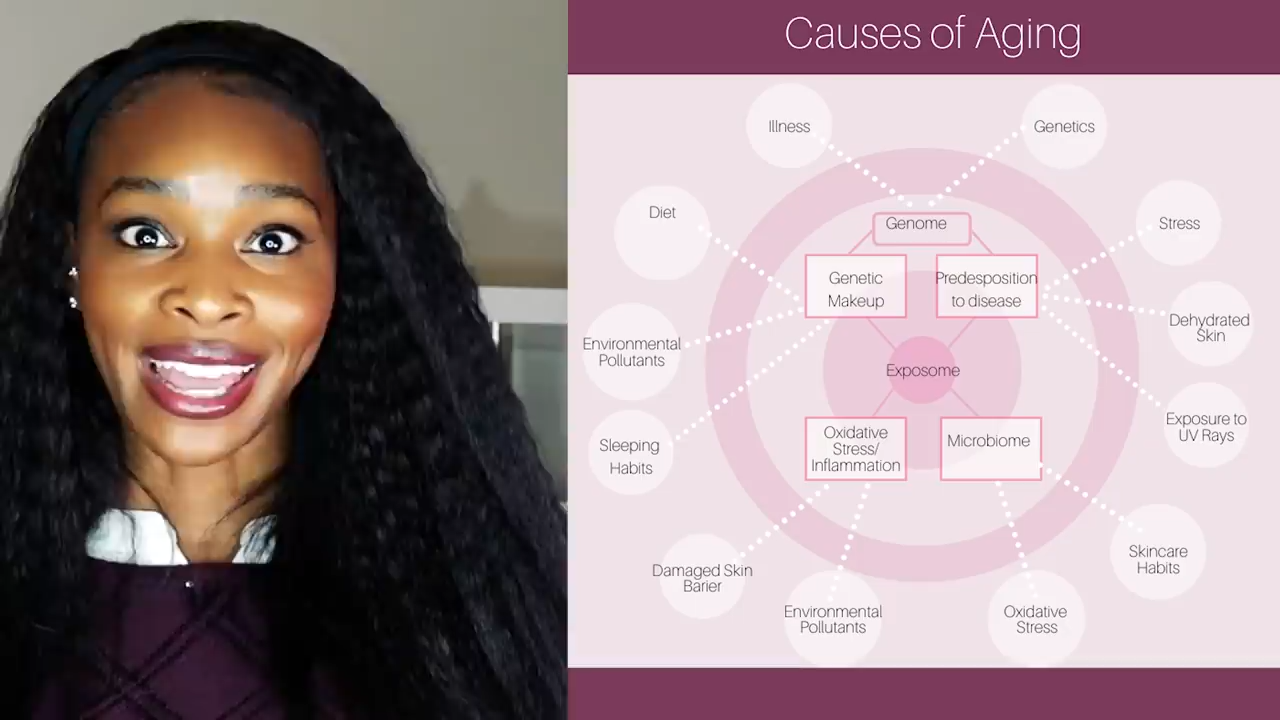 Causes of Aging
Illness
Genetics
Diet
Stress
Genome
Genetic
Makeup
Predesposition
to disease
Environmental
Pollutants
Dehydrated
Skin
Exposome
Sleeping
Habits
Exposure to
UV Rays
Oxidative
Stress/
Inflammation
Microbiome
Damaged Skin
Barier
Skincare
Habits
Environmental
Pollutants
Oxidative
Stress